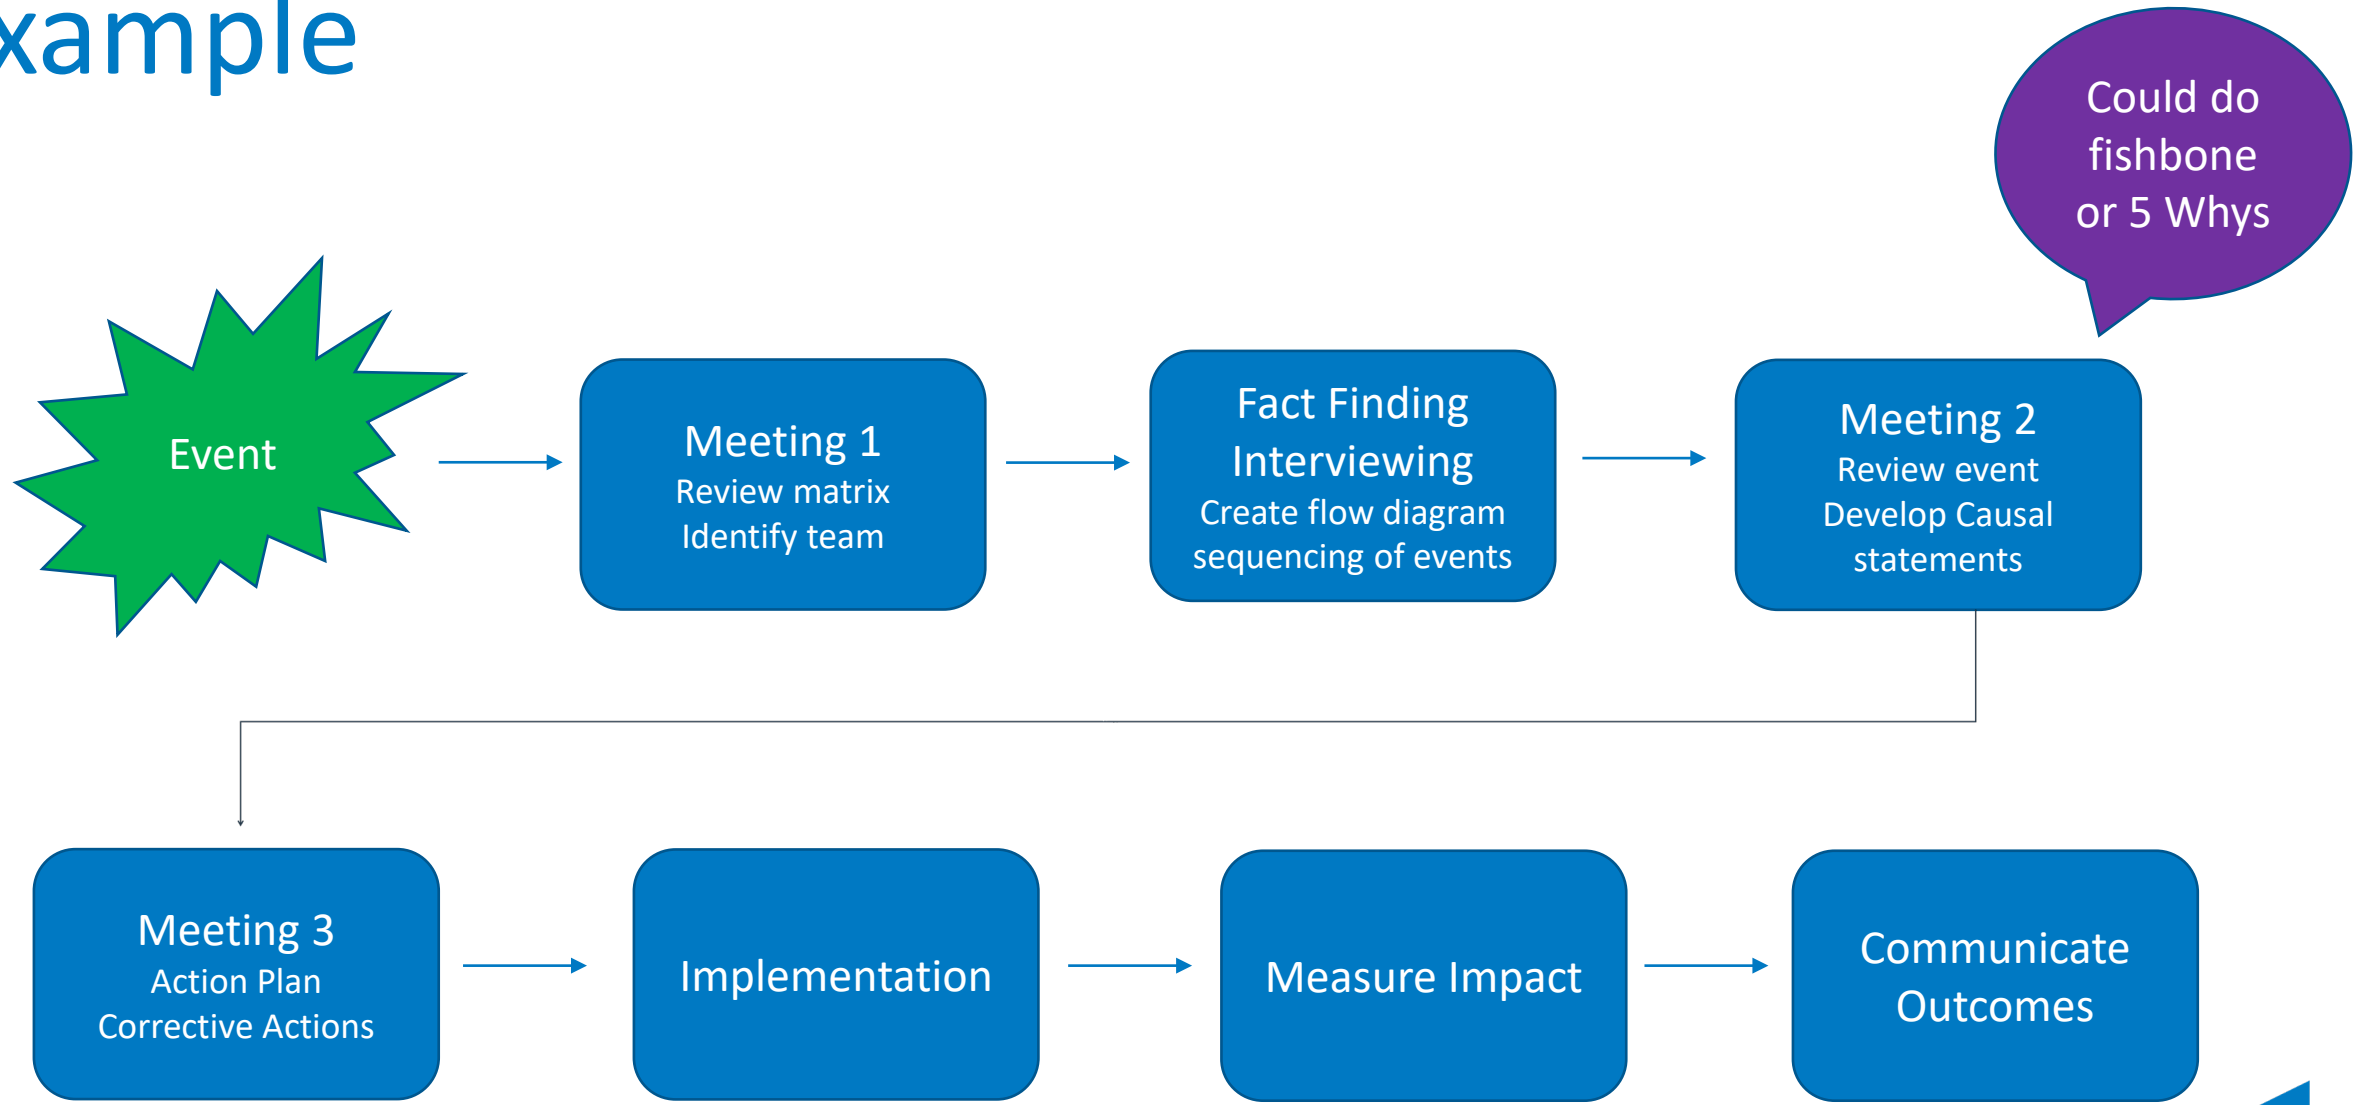 xample
Could do
fishbone
or 5 Whys
Event
Meeting 1
Review matrix
Identify team
Fact Finding
Interviewing
Create flow diagram
sequencing of events
Meeting 2
Review event
Develop Causal
statements
Meeting 3
Action Plan
Corrective Actions
Implementation
Measure Impact
Communicate
Outcomes